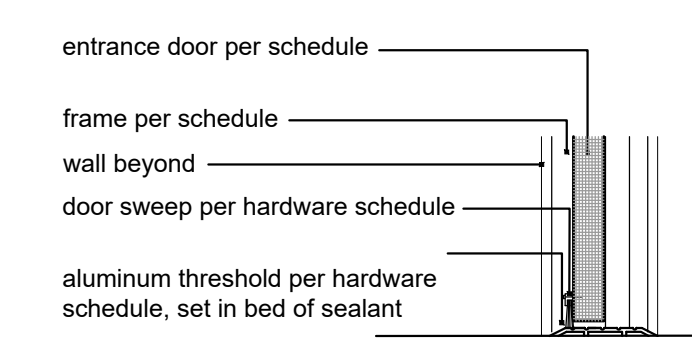 entrance door per schedule
frame per schedule
wall beyond
door sweep per hardware schedule
aluminum threshold per hardware
schedule, set in bed of sealant